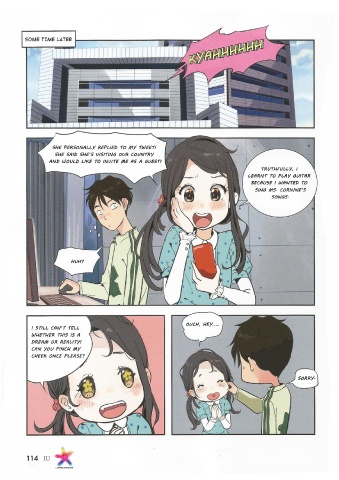 SOME TIME LATER
KYAHHHHHH
SHE PERSONALLY REPLIED TO MY TWEET!
SHE SAID SHE'S VISITING OUR COUNTRY
AND WOULD LIKE TO INVITE ME AS A GUEST!
TRUTHFULLY, I
LEARNT TO PLAY GUITAR
BECAUSE I WANTED TO
SING MS. CORINNE'S
SONGS.
HUH?
I STILL CAN'T TELL
WHETHER THIS IS A
DREAM OR REALITY!
CAN YOU PINCH MY
CHEEK ONCE PLEASE?
OUCH, HEY....
SORRY.
114 IU